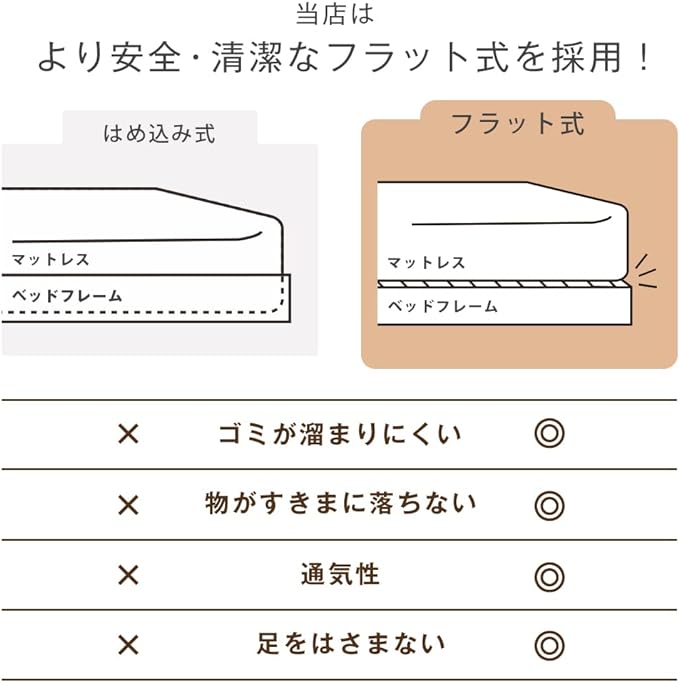 当店は
より安全・清潔なフラット式を採用！
はめ込み式
フラット式
マットレス
ベッドフレーム
マットレス
ベッドフレーム
× ゴミが溜まりにくい ◎
× 物がすきまに落ちない ◎
× 通気性 ◎
× 足をはさまない ◎